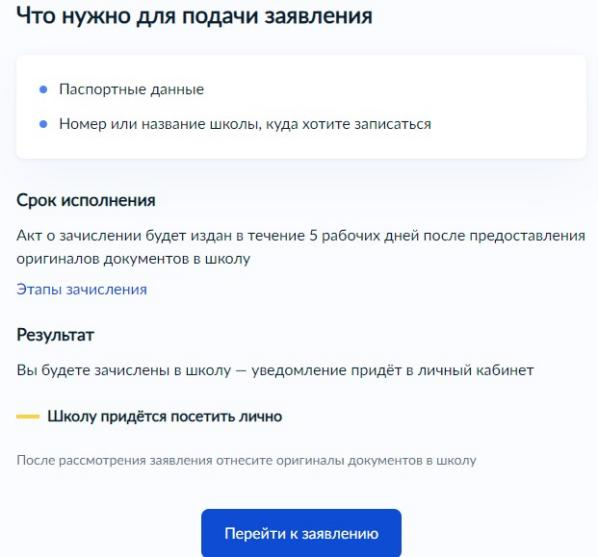 Что нужно для подачи заявления
Паспортные данные
Номер или название школы, куда хотите записаться
Срок исполнения
Акт о зачислении будет издан в течение 5 рабочих дней после предоставления
оригиналов документов в школу
Этапы зачисления
Результат
Вы будете зачислены в школу — уведомление придёт в личный кабинет
Школу придётся посетить лично
После рассмотрения заявления отнесите оригиналы документов в школу
Перейти к заявлению